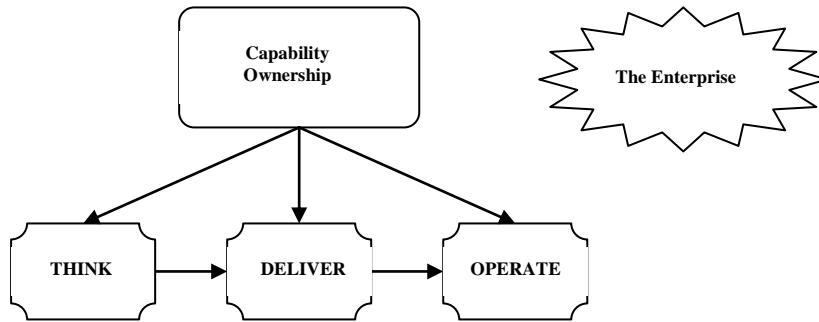 Capability
Ownership
The Enterprise
THINK
DELIVER
OPERATE